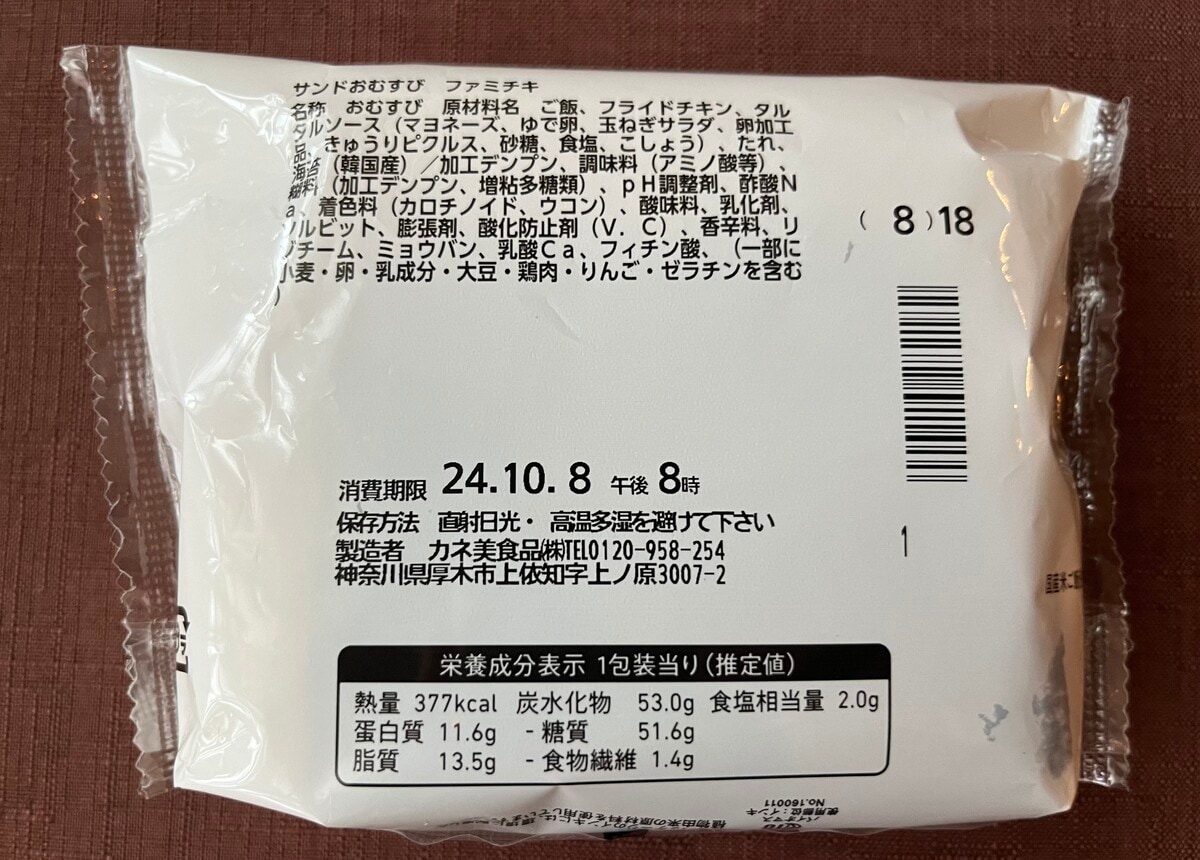 サンドおむすび ファミチキ
名称 おむすび 原材料名 ご飯、フライドチキン、タル
タルソース(マヨネーズ、ゆで卵、玉ねぎサラダ、卵加工
品、きゅうりピクルス、砂糖、食塩、こしょう)、たれ、
海苔(韓国産)/加工デンプン、調味料(アミノ酸等)、
糊料(加工デンプン、増粘多糖類)、pH調整剤、酢酸N
a、着色料(カロチノイド、ウコン)、酸味料、乳化剤、
ソルビット、膨張剤、酸化防止剤(V.C)、香辛料、リ
ゾチーム、ミョウバン、乳酸Ca、フィチン酸、(一部に
小麦・卵・乳成分・大豆・鶏肉・りんご・ゼラチンを含む
)
(8)18
消費期限 24.10.8 午後8時
保存方法 直射日光・高温多湿を避けて下さい
製造者 カネ美食品㈱TEL0120-958-254
神奈川県厚木市上依知字上ノ原3007-2
1
国産米
栄養成分表示 1包装当り(推定値)
熱量 377kcal 炭水化物 53.0g 食塩相当量 2.0g
蛋白質 11.6g -糖質 51.6g
脂質 13.5g -食物繊維 1.4g
バイオマス
使用部位:インキ
No.160011